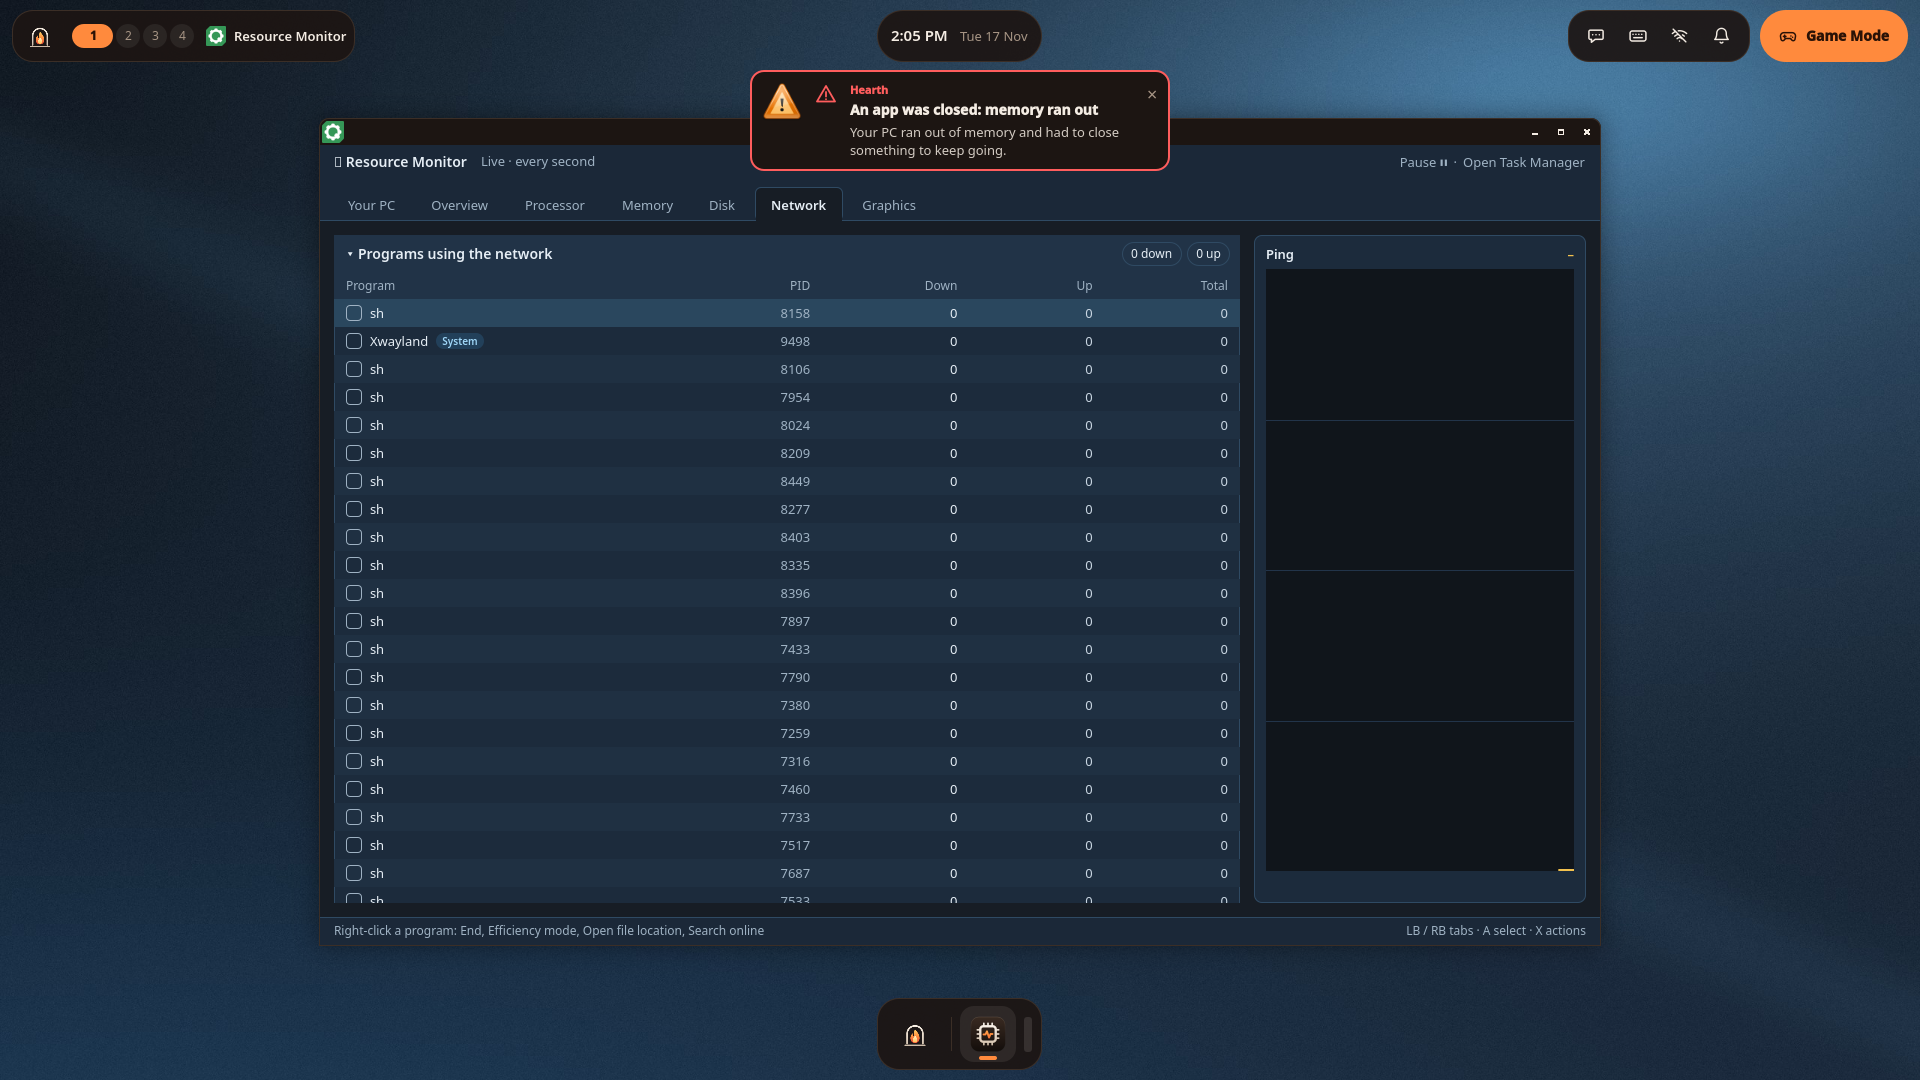 1 2 3 4 Resource Monitor
2:05 PM Tue 17 Nov
Game Mode
Hearth
An app was closed: memory ran out
Your PC ran out of memory and had to close
something to keep going.
Resource Monitor Live · every second
Pause · Open Task Manager
Your PC Overview Processor Memory Disk Network Graphics
Programs using the network 0 down 0 up
Program PID Down Up Total
sh 8158 0 0 0
Xwayland System 9498 0 0 0
sh 8106 0 0 0
sh 7954 0 0 0
sh 8024 0 0 0
sh 8209 0 0 0
sh 8449 0 0 0
sh 8277 0 0 0
sh 8403 0 0 0
sh 8335 0 0 0
sh 8396 0 0 0
sh 7897 0 0 0
sh 7433 0 0 0
sh 7790 0 0 0
sh 7380 0 0 0
sh 7259 0 0 0
sh 7316 0 0 0
sh 7460 0 0 0
sh 7733 0 0 0
sh 7517 0 0 0
sh 7687 0 0 0
sh 7533 0 0 0
Ping –
Right-click a program: End, Efficiency mode, Open file location, Search online
LB / RB tabs · A select · X actions